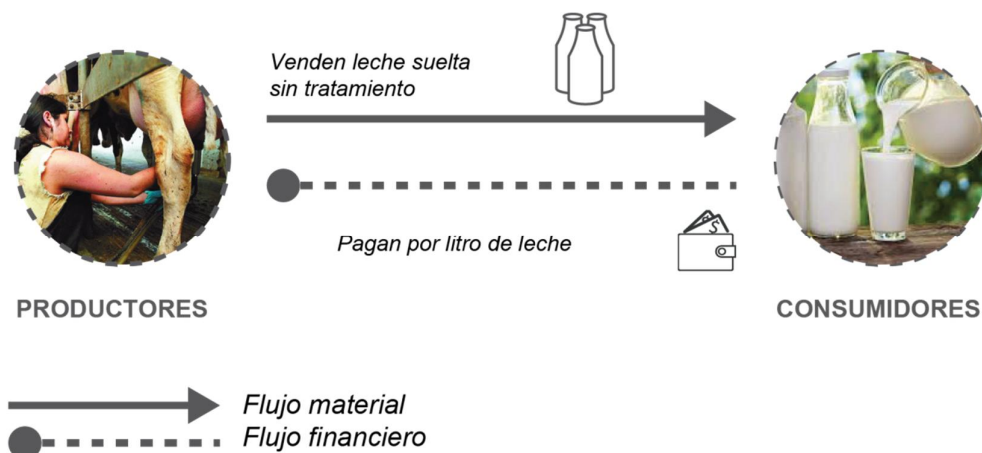 Venden leche suelta
sin tratamiento
$
Pagan por litro de leche
PRODUCTORES
CONSUMIDORES
Flujo material
Flujo financiero